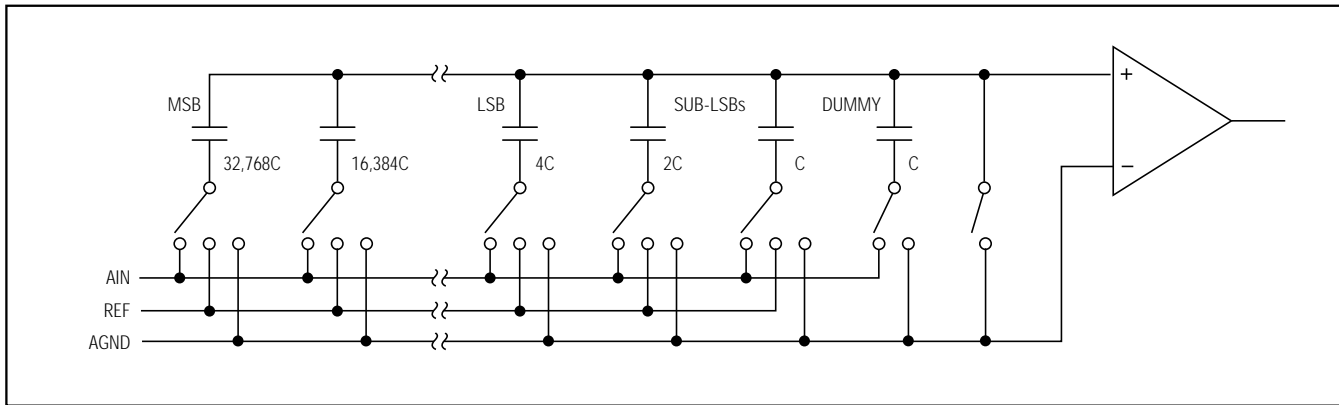 MSB
LSB
SUB-LSBs
DUMMY
32,768C
16,384C
4C
2C
C
C
+
−
AIN
REF
AGND